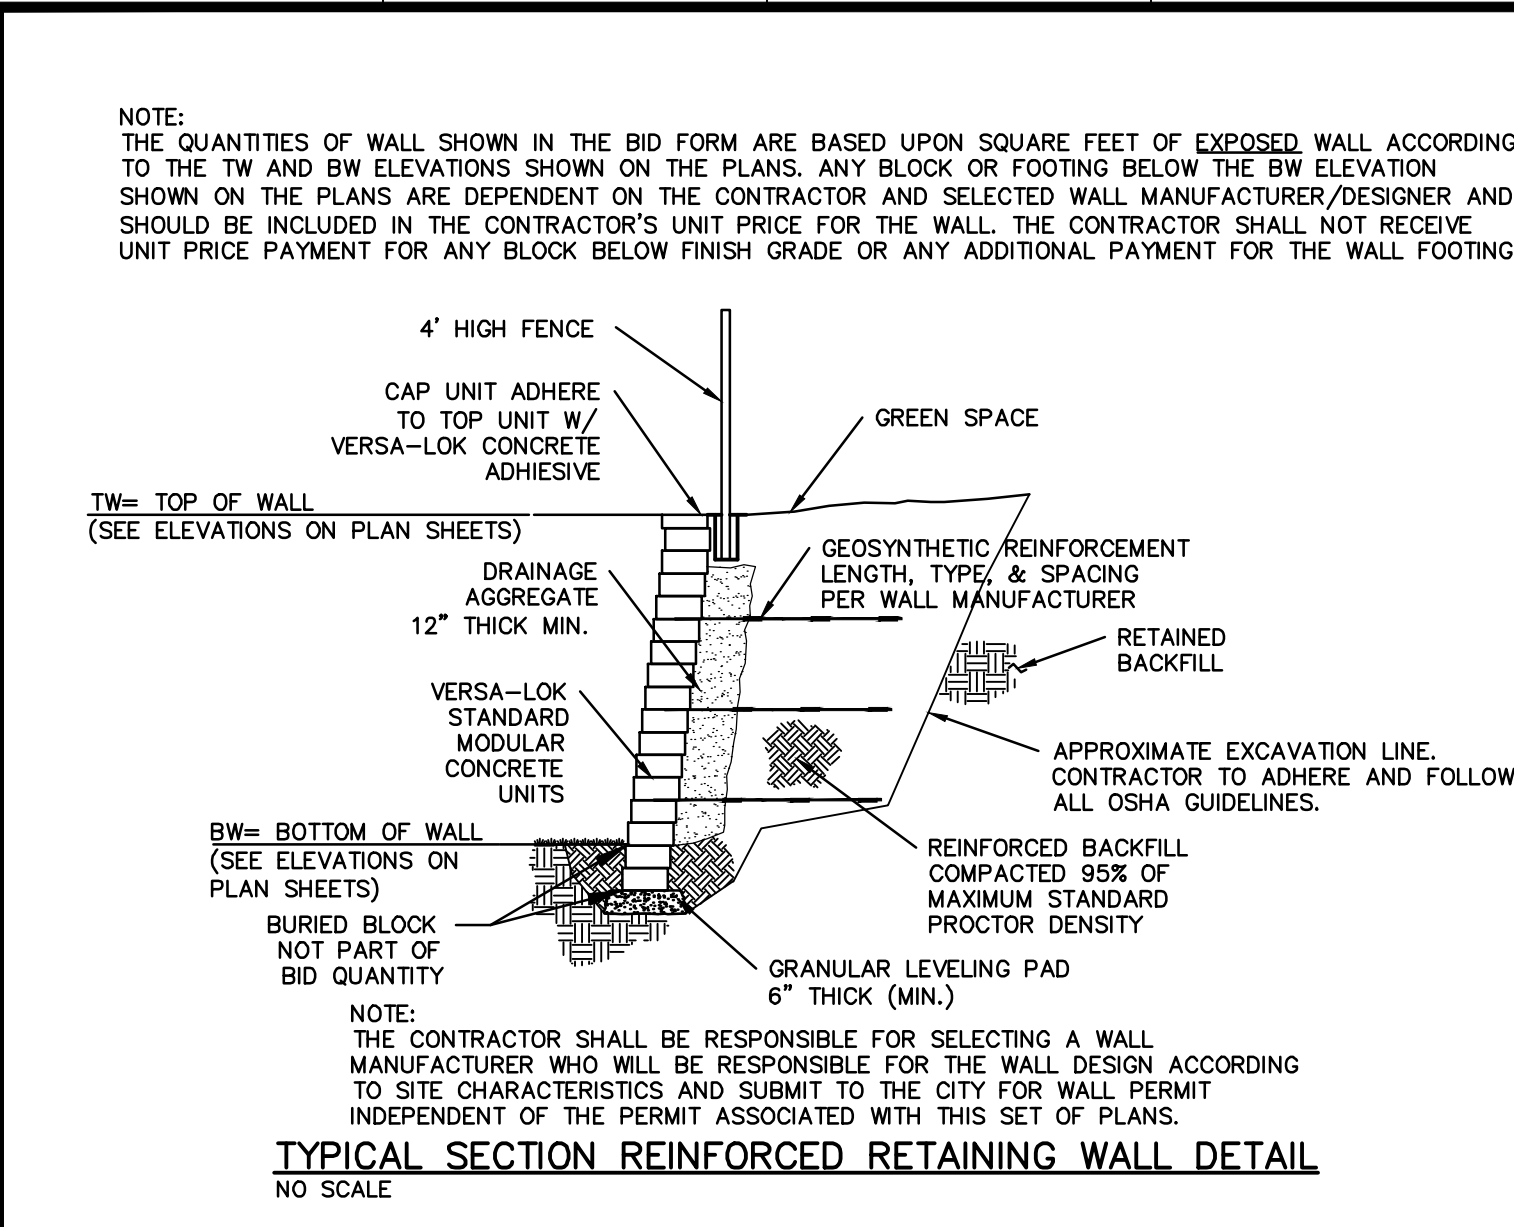 NOTE:
THE QUANTITIES OF WALL SHOWN IN THE BID FORM ARE BASED UPON SQUARE FEET OF EXPOSED WALL ACCORDING
TO THE TW AND BW ELEVATIONS SHOWN ON THE PLANS. ANY BLOCK OR FOOTING BELOW THE BW ELEVATION
SHOWN ON THE PLANS ARE DEPENDENT ON THE CONTRACTOR AND SELECTED WALL MANUFACTURER/DESIGNER AND
SHOULD BE INCLUDED IN THE CONTRACTOR'S UNIT PRICE FOR THE WALL. THE CONTRACTOR SHALL NOT RECEIVE
UNIT PRICE PAYMENT FOR ANY BLOCK BELOW FINISH GRADE OR ANY ADDITIONAL PAYMENT FOR THE WALL FOOTING
4' HIGH FENCE
CAP UNIT ADHERE
TO TOP UNIT W/
VERSA-LOK CONCRETE
ADHIESIVE
GREEN SPACE
TW= TOP OF WALL
(SEE ELEVATIONS ON PLAN SHEETS)
GEOSYNTHETIC REINFORCEMENT
LENGTH, TYPE, & SPACING
PER WALL MANUFACTURER
DRAINAGE
AGGREGATE
12" THICK MIN.
RETAINED
BACKFILL
VERSA-LOK
STANDARD
MODULAR
CONCRETE
UNITS
APPROXIMATE EXCAVATION LINE.
CONTRACTOR TO ADHERE AND FOLLOW
ALL OSHA GUIDELINES.
BW= BOTTOM OF WALL
(SEE ELEVATIONS ON
PLAN SHEETS)
REINFORCED BACKFILL
COMPACTED 95% OF
MAXIMUM STANDARD
PROCTOR DENSITY
BURIED BLOCK
NOT PART OF
BID QUANTITY
GRANULAR LEVELING PAD
6" THICK (MIN.)
NOTE:
THE CONTRACTOR SHALL BE RESPONSIBLE FOR SELECTING A WALL
MANUFACTURER WHO WILL BE RESPONSIBLE FOR THE WALL DESIGN ACCORDING
TO SITE CHARACTERISTICS AND SUBMIT TO THE CITY FOR WALL PERMIT
INDEPENDENT OF THE PERMIT ASSOCIATED WITH THIS SET OF PLANS.
TYPICAL SECTION REINFORCED RETAINING WALL DETAIL
NO SCALE